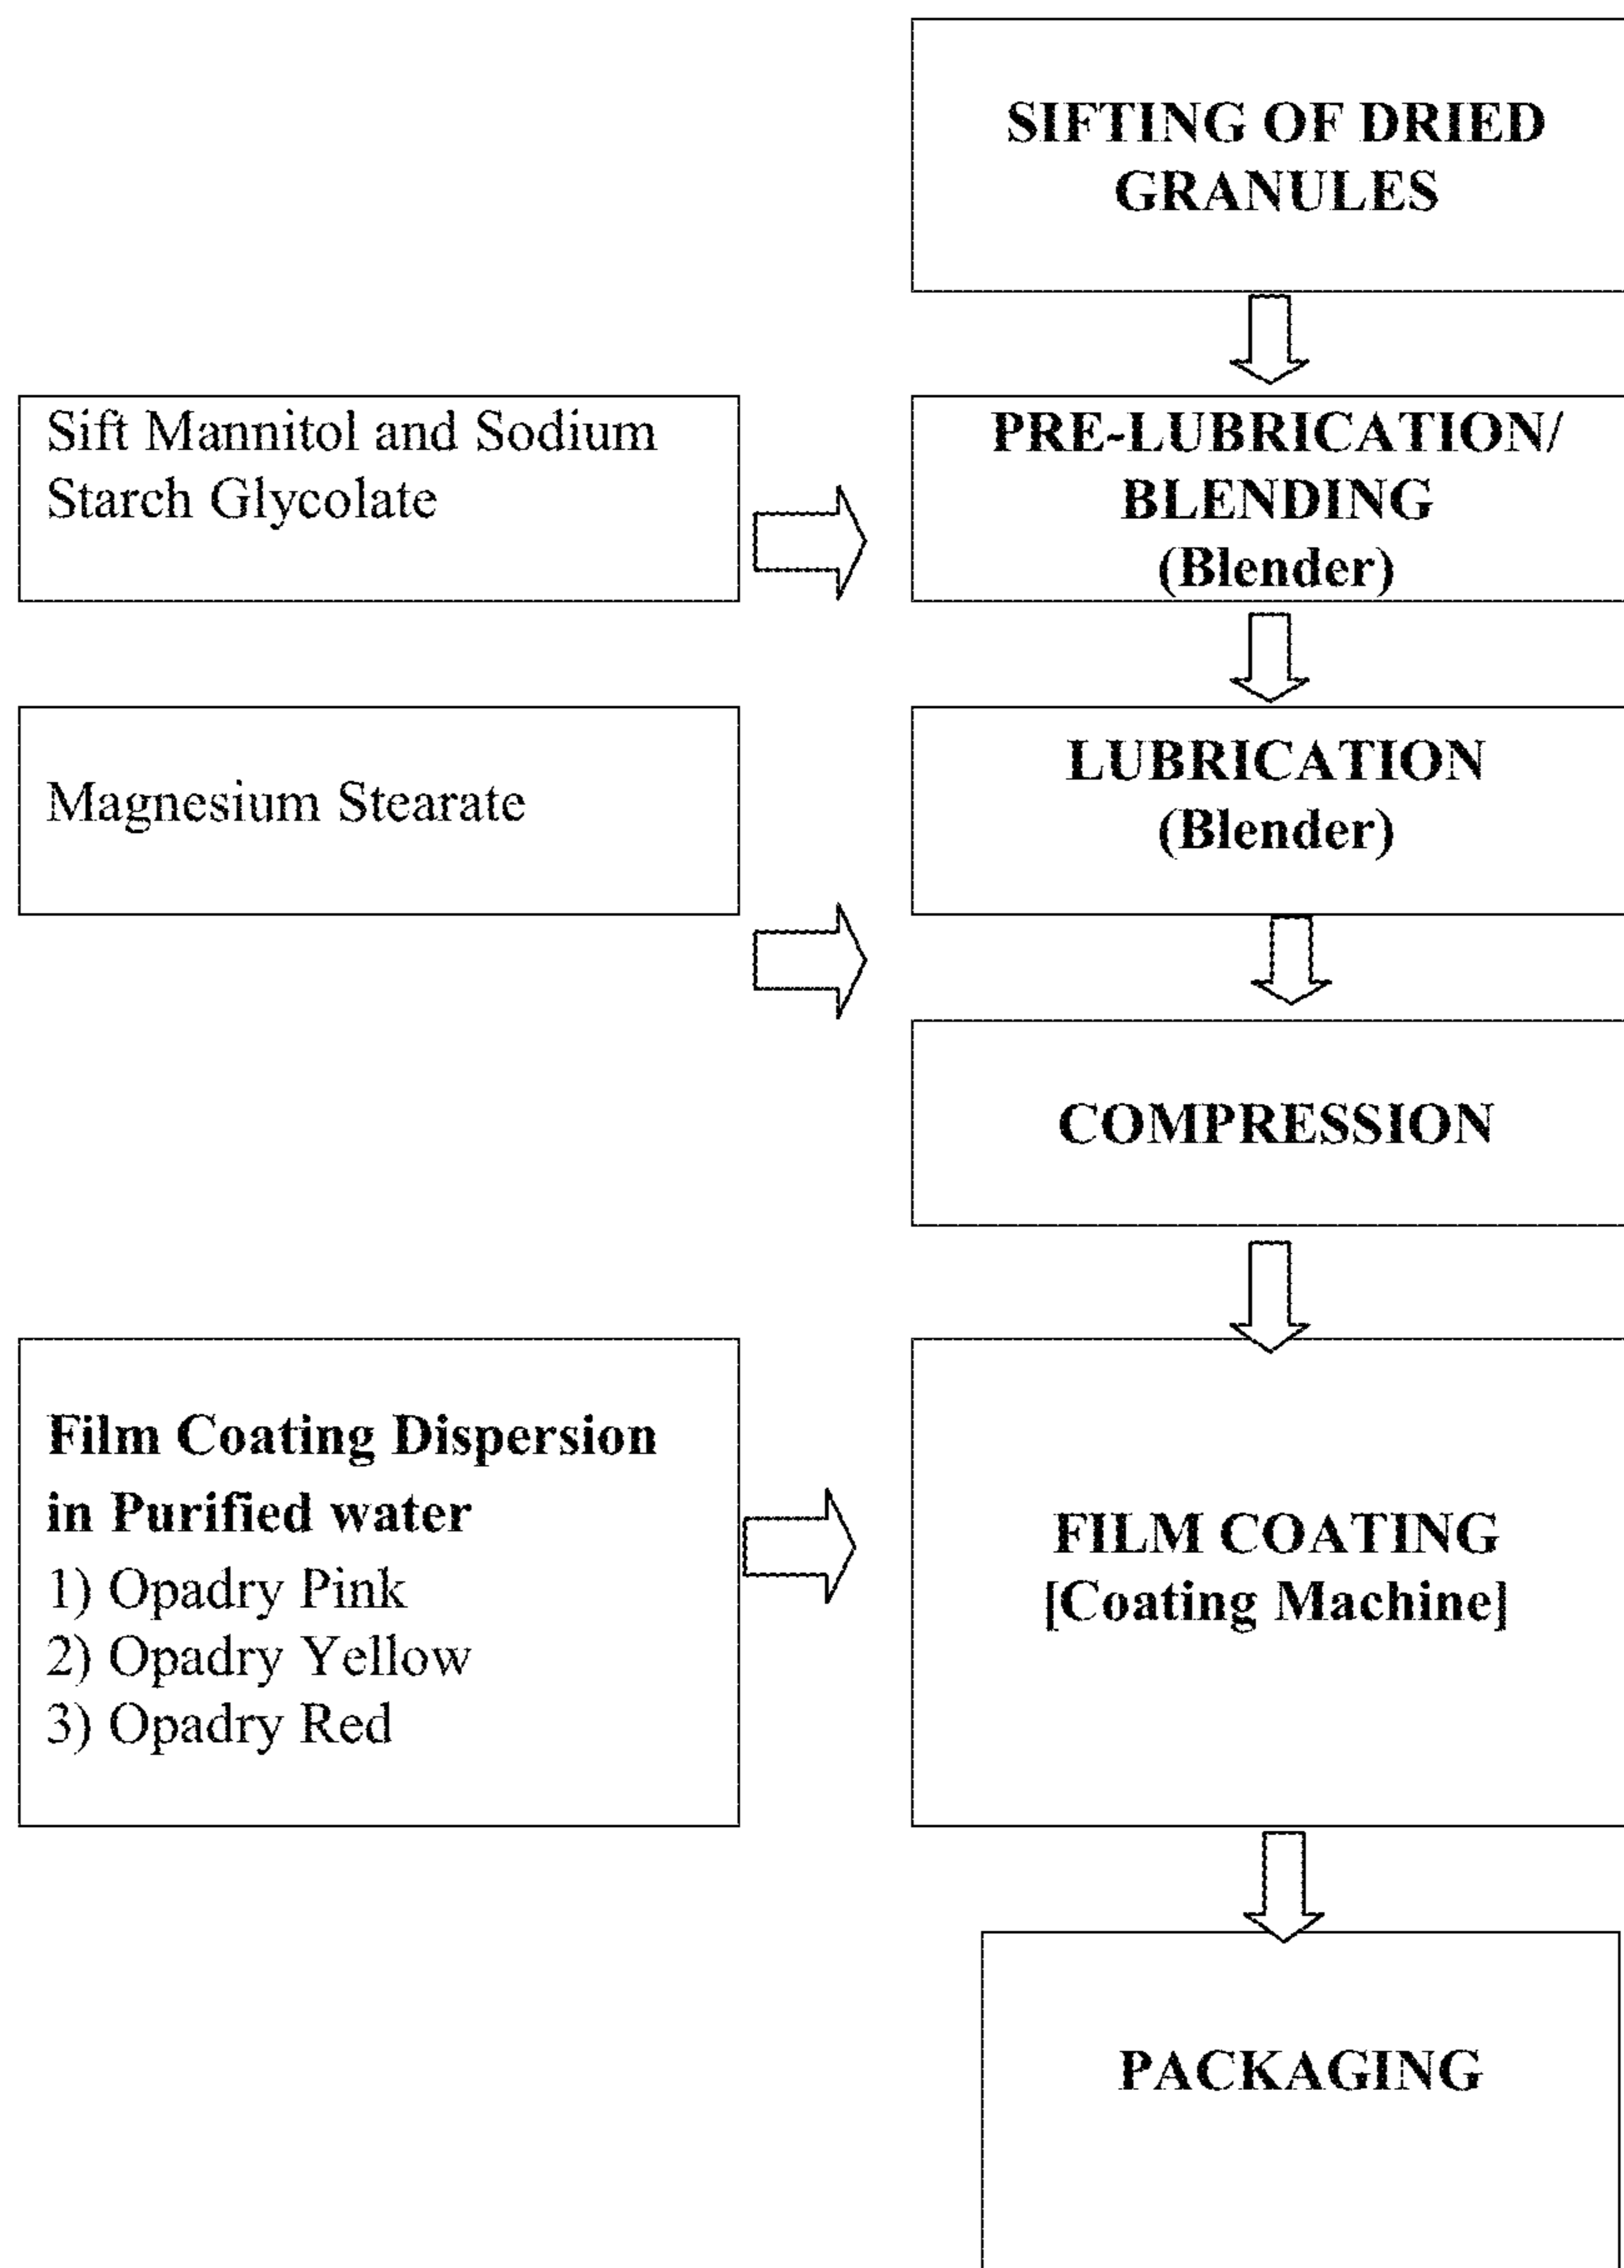 SIFTING OF DRIED
GRANULES
Sift Mannitol and Sodium
Starch Glycolate
PRE-LUBRICATION/
BLENDING
(Blender)
Magnesium Stearate
LUBRICATION
(Blender)
COMPRESSION
Film Coating Dispersion
in Purified water
1) Opadry Pink
2) Opadry Yellow
3) Opadry Red
FILM COATING
[Coating Machine]
PACKAGING